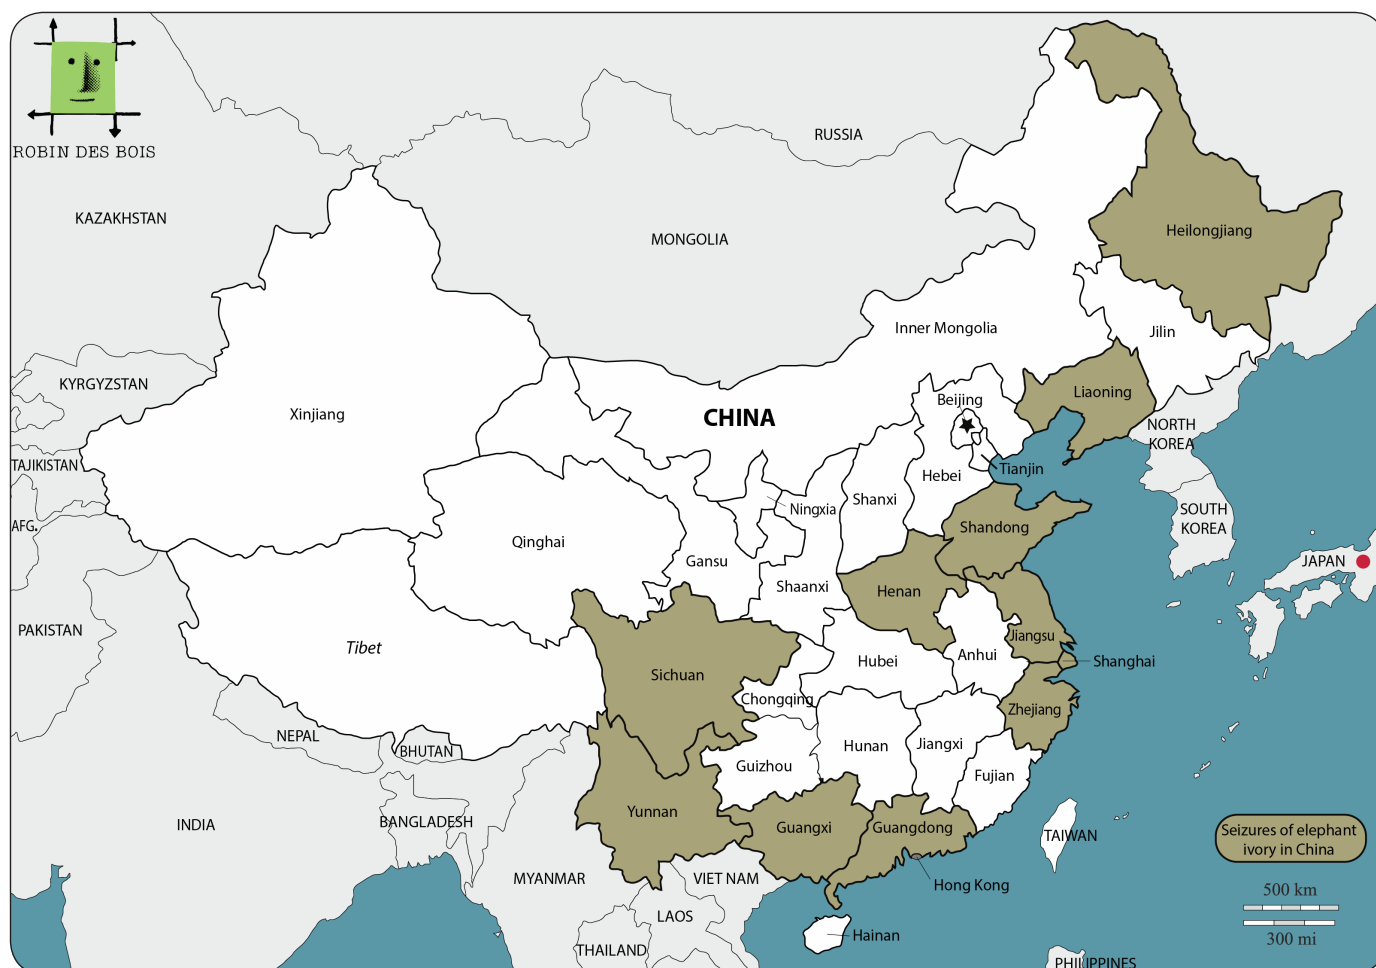 ROBIN DES BOIS
RUSSIA
KAZAKHSTAN
MONGOLIA
Heilongjiang
Inner Mongolia
Jilin
KYRGYZSTAN
Xinjiang
CHINA
Beijing
Liaoning
NORTH
KOREA
TAJIKISTAN
Tianjin
Hebei
Shanxi
Ningxia
SOUTH
KOREA
AFG.
Shandong
Qinghai
Gansu
JAPAN
Shaanxi
Henan
PAKISTAN
Jiangsu
Tibet
Anhui
Shanghai
Hubei
Sichuan
Chongqing
Zhejiang
NEPAL
BHUTAN
Hunan
Jiangxi
Guizhou
Fujian
Yunnan
INDIA
BANGLADESH
Guangxi
Guangdong
TAIWAN
Seizures of elephant
ivory in China
MYANMAR
VIET NAM
Hong Kong
500 km
LAOS
Hainan
300 mi
THAILAND
PHILIPPINES